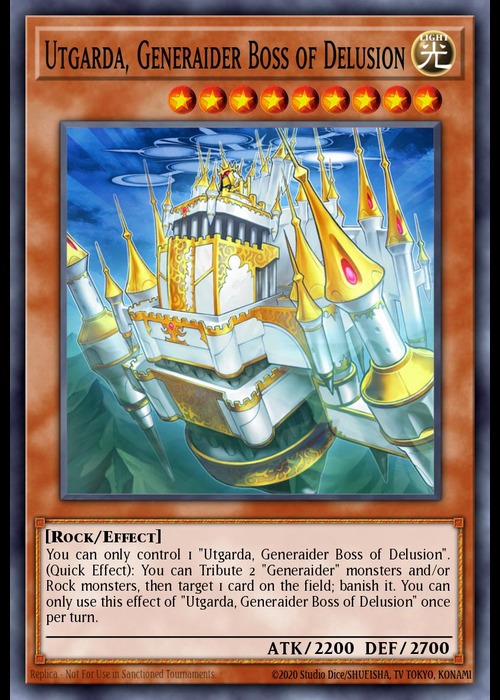 Utgarda, Generaider Boss of Delusion
LIGHT
光
[Rock/Effect]
You can only control 1 "Utgarda, Generaider Boss of Delusion".
(Quick Effect): You can Tribute 2 "Generaider" monsters and/or
Rock monsters, then target 1 card on the field; banish it. You can
only use this effect of "Utgarda, Generaider Boss of Delusion" once
per turn.
ATK/2200 DEF/2700
Replica - Not For Use in Sanctioned Tournaments
©2020 Studio Dice/SHUEISHA, TV TOKYO, KONAMI